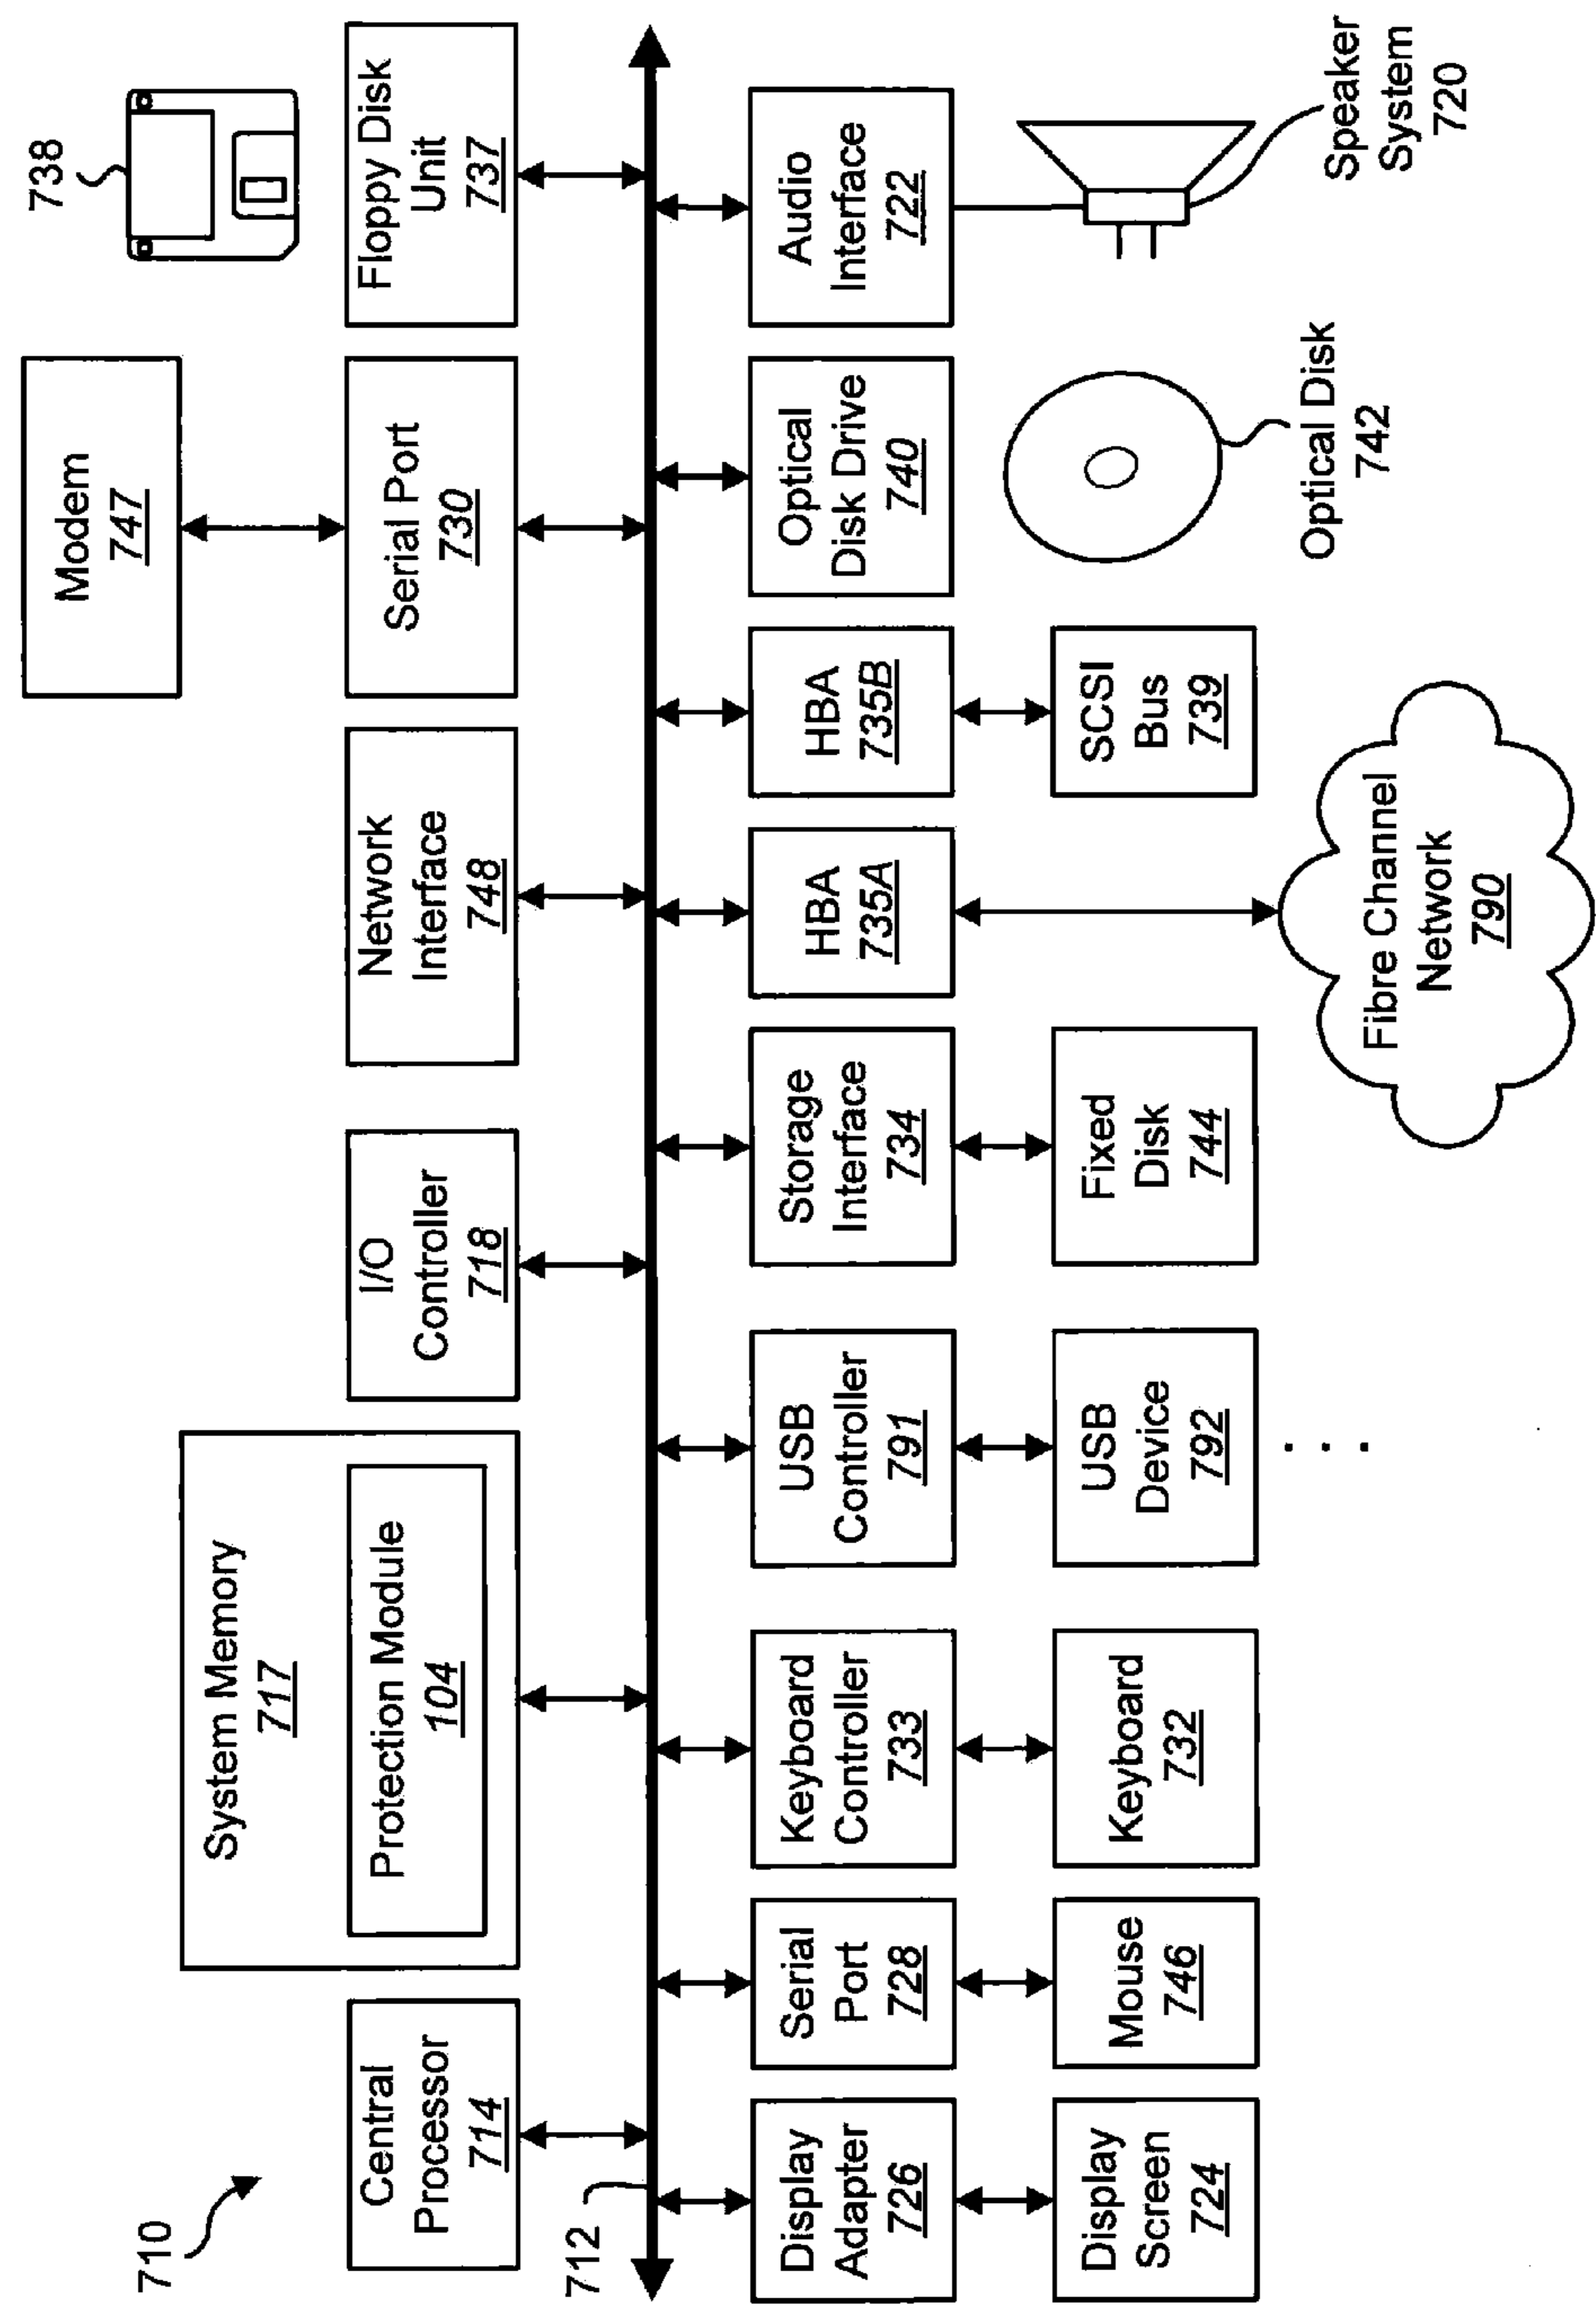 710
Central
Processor
714
System Memory
717
Protection Module
104
I/O
Controller
718
Network
Interface
748
Modem
747
Serial Port
730
738
Floppy Disk
Unit
737
712
Display
Adapter
726
Serial
Port
728
Keyboard
Controller
733
USB
Controller
791
Storage
Interface
734
HBA
735A
HBA
735B
Optical
Disk Drive
740
Audio
Interface
722
Display
Screen
724
Mouse
746
Keyboard
732
USB
Device
792
. . .
Fixed
Disk
744
Fibre Channel
Network
790
SCSI
Bus
739
Optical Disk
742
Speaker
System
720